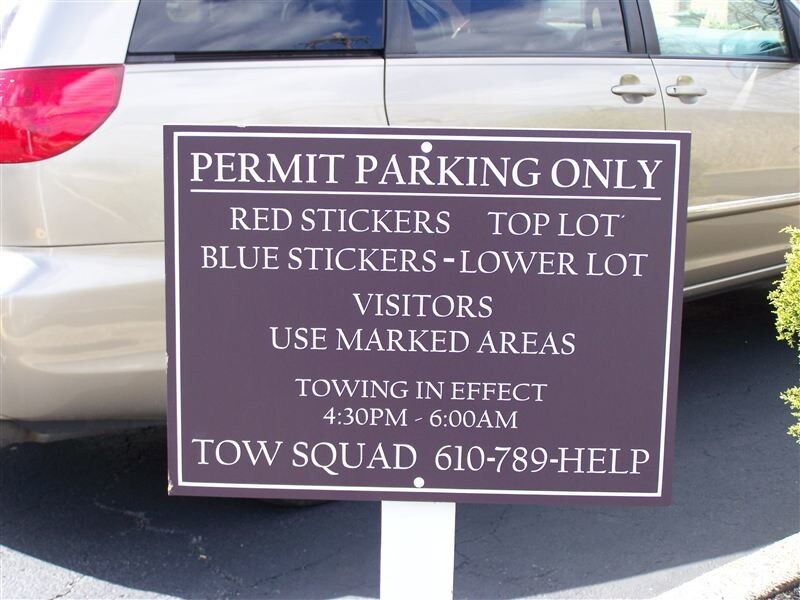 PERMIT PARKING ONLY
RED STICKERS TOP LOT
BLUE STICKERS - LOWER LOT
VISITORS
USE MARKED AREAS
TOWING IN EFFECT
4:30PM - 6:00AM
TOW SQUAD 610-789-HELP